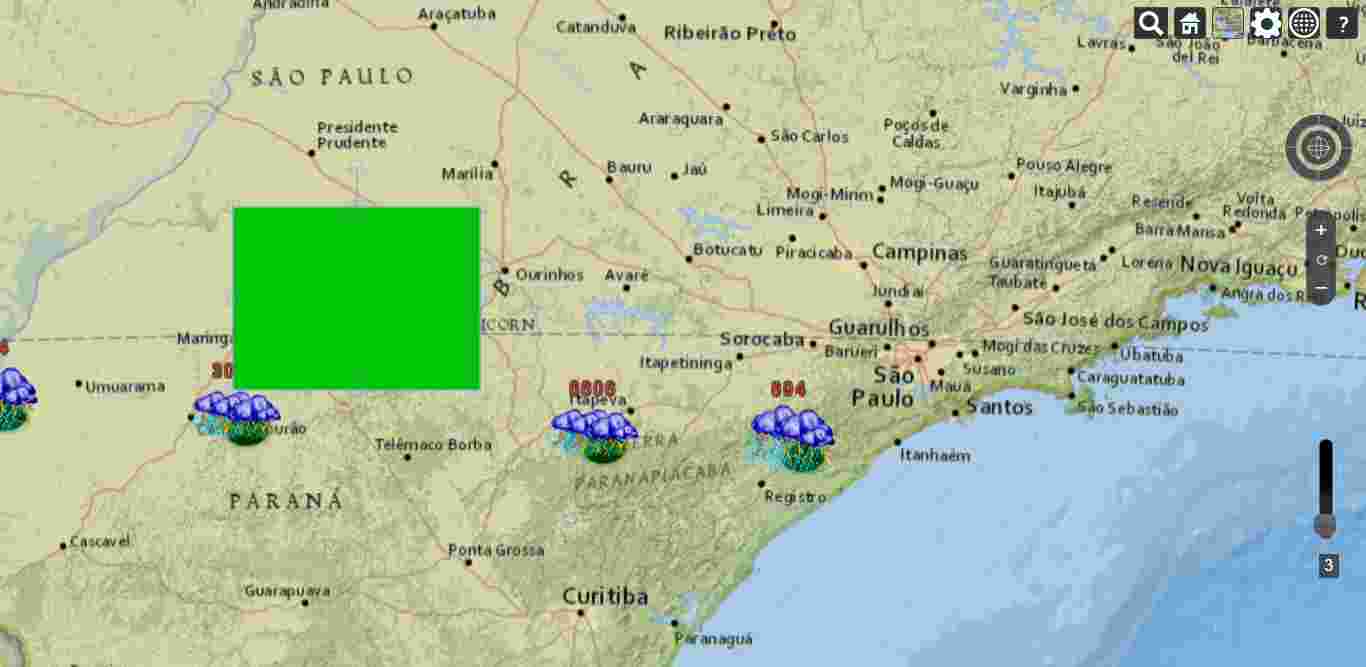 Araçatuba
Catanduva
Ribeirão Preto
Lavras
São João
del Rei
Barbacena
?
SÃO PAULO
A
Varginha
Araraquara
São Carlos
Poços de
Caldas
Presidente
Prudente
Marília
R
Bauru
Jaú
Pouso Alegre
Itajubá
Mogi-Mirim
Mogi-Guaçu
Limeira
Resende
Volta
Redonda
Barra Mansa
+
Botucatu
Piracicaba
Campinas
Guaratinguetá
Lorena
Nova Iguaçu
Ourinhos
Avaré
B
Taubaté
Jundiaí
Angra dos
−
ICORN
Guarulhos
São José dos Campos
Sorocaba
Barueri
Mogi das Cruzes
Ubatuba
Itapetininga
São
Paulo
Susano
Mauá
Caraguatatuba
Umuarama
30
6606
Itapeva
694
Santos
São Sebastião
Telêmaco Borba
Itanhaém
PARANAPIACABA
PARANÁ
Registro
Cascavel
Ponta Grossa
3
Guarapuava
Curitiba
Paranaguá